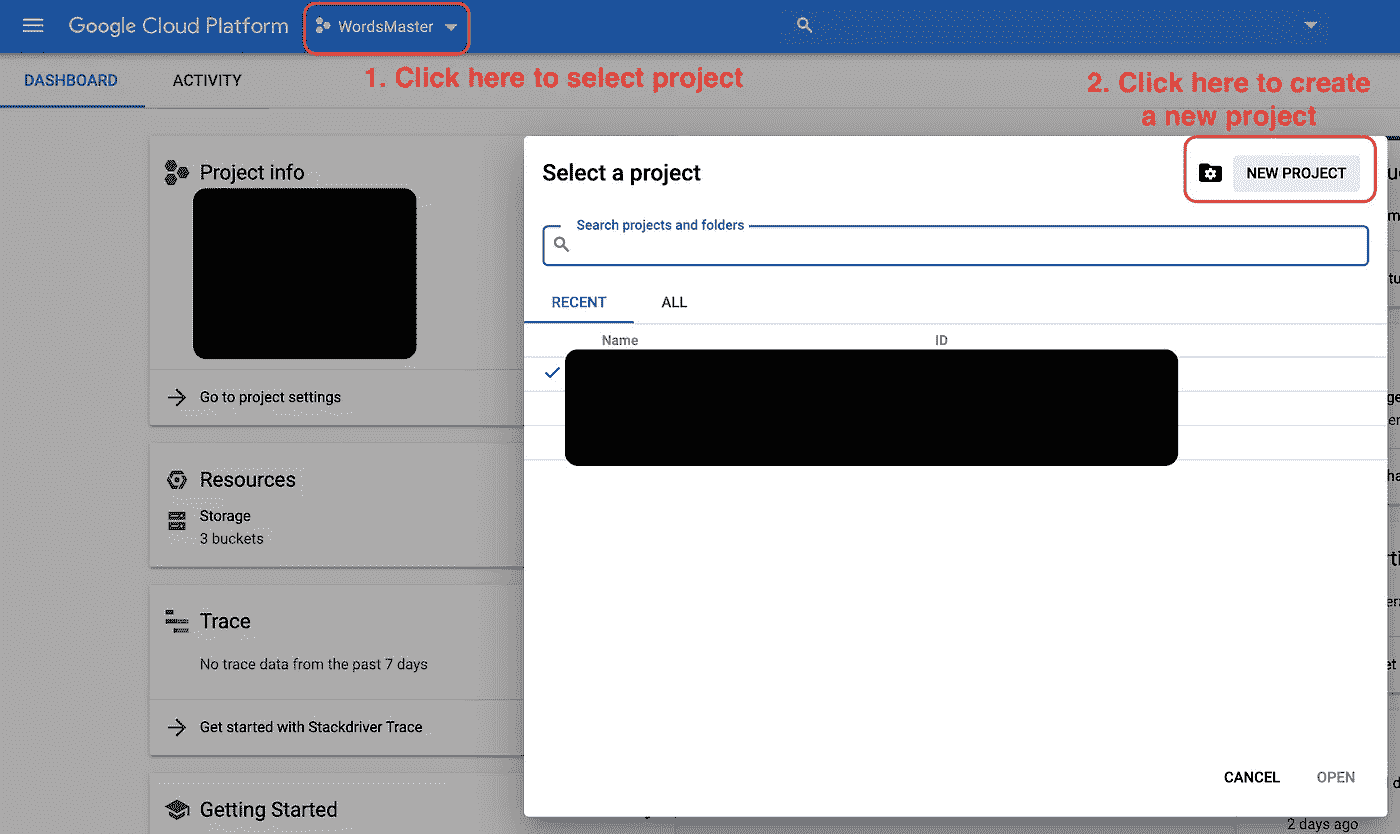 Google Cloud Platform
WordsMaster
DASHBOARD
ACTIVITY
1. Click here to select project
2. Click here to create
a new project
Project info
Go to project settings
Resources
Storage
3 buckets
Trace
No trace data from the past 7 days
Get started with Stackdriver Trace
Getting Started
Select a project
NEW PROJECT
Search projects and folders
RECENT
ALL
Name
ID
CANCEL
OPEN
2 days ago